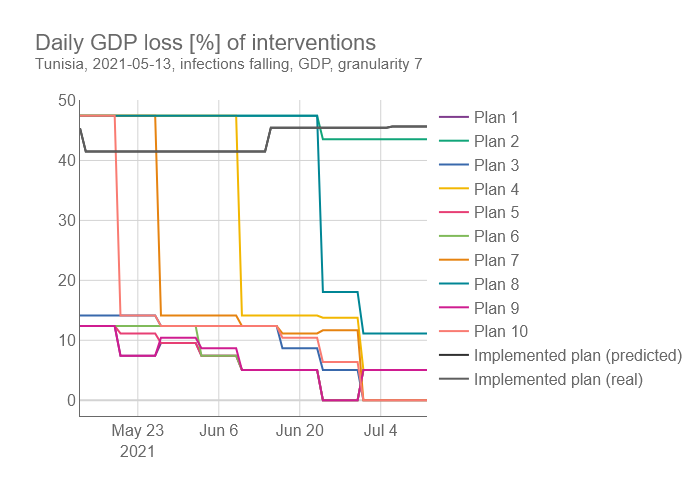 Daily GDP loss [%] of interventions
Tunisia, 2021-05-13, infections falling, GDP, granularity 7
50
40
30
20
10
0
May 23
2021
Jun 6
Jun 20
Jul 4
Plan 1
Plan 2
Plan 3
Plan 4
Plan 5
Plan 6
Plan 7
Plan 8
Plan 9
Plan 10
Implemented plan (predicted)
Implemented plan (real)